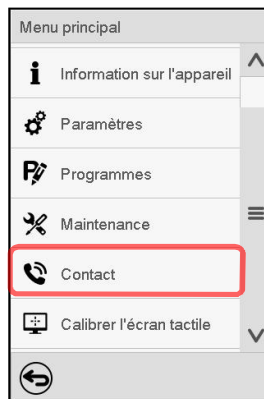 Menu principal
Information sur l'appareil
Paramètres
Programmes
Maintenance
Contact
Calibrer l'écran tactile